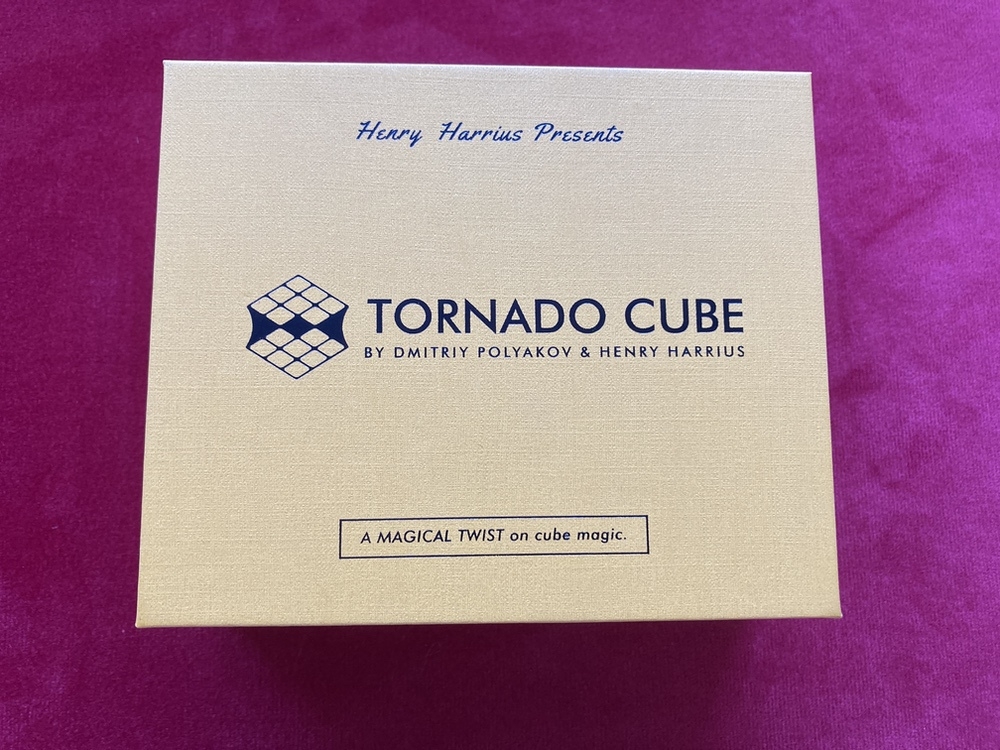 Henry Harrius Presents
TORNADO CUBE
BY DMITRIY POLYAKOV & HENRY HARRIUS
A MAGICAL TWIST on cube magic.